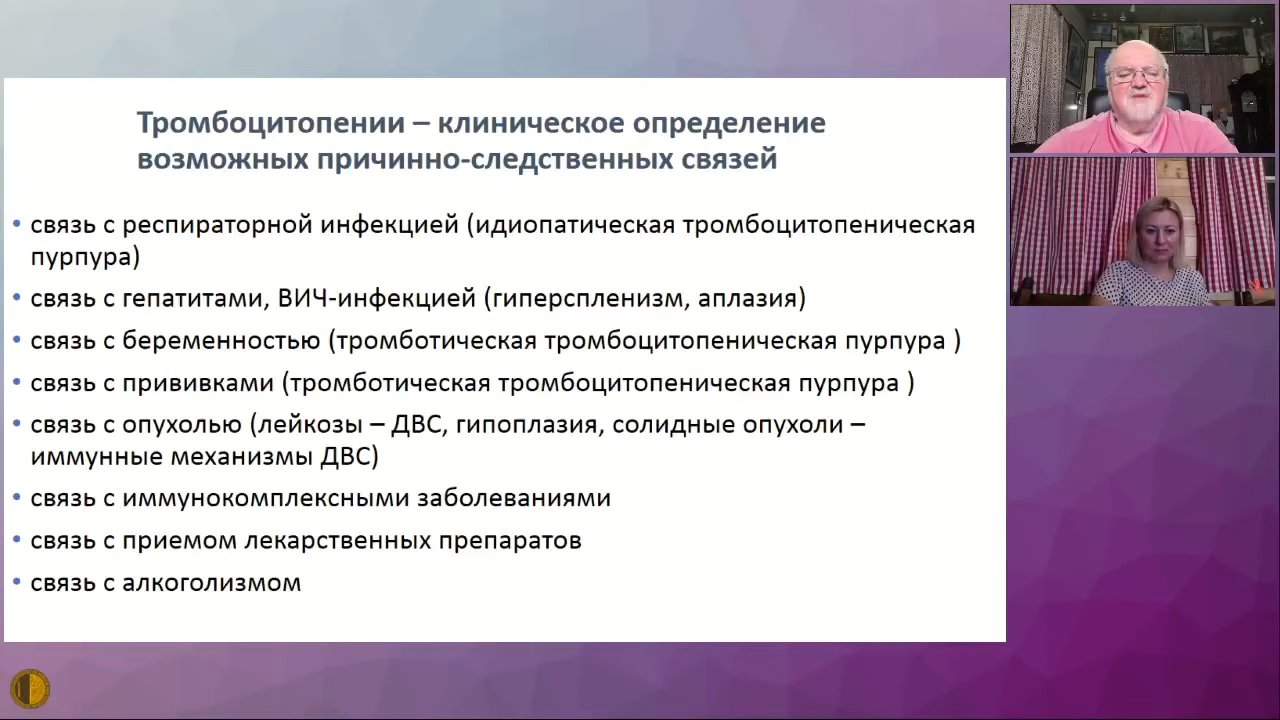 Тромбоцитопении – клиническое определение
возможных причинно-следственных связей
• связь с респираторной инфекцией (идиопатическая тромбоцитопеническая
пурпура)
• связь с гепатитами, ВИЧ-инфекцией (гиперспленизм, аплазия)
• связь с беременностью (тромботическая тромбоцитопеническая пурпура )
• связь с прививками (тромботическая тромбоцитопеническая пурпура )
• связь с опухолью (лейкозы – ДВС, гипоплазия, солидные опухоли –
иммунные механизмы ДВС)
• связь с иммунокомплексными заболеваниями
• связь с приемом лекарственных препаратов
• связь с алкоголизмом